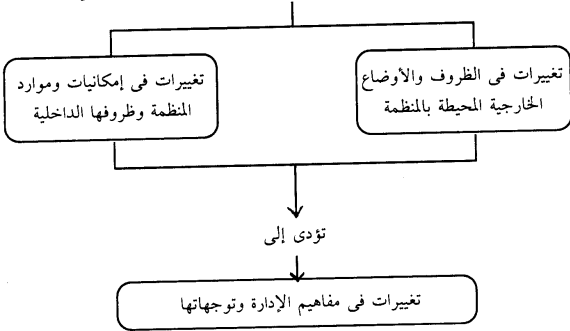 تغييرات فى الظروف والأوضاع
الخارجية المحيطة بالمنظمة
تغييرات فى إمكانيات وموارد
المنظمة وظروفها الداخلية
تؤدى إلى
تغييرات فى مفاهيم الإدارة وتوجهاتها